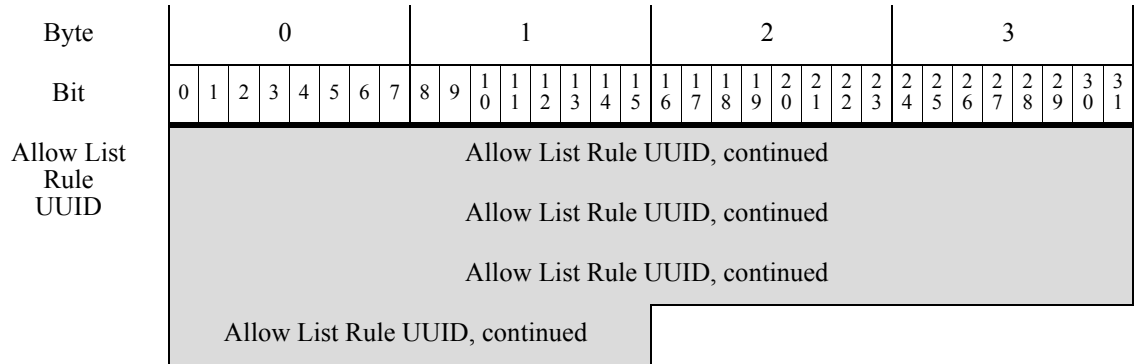 Byte 0 1 2 3
Bit 0 1 2 3 4 5 6 7 8 9 10 11 12 13 14 15 16 17 18 19 20 21 22 23 24 25 26 27 28 29 30 31
Allow List Rule UUID
Allow List Rule UUID, continued
Allow List Rule UUID, continued
Allow List Rule UUID, continued
Allow List Rule UUID, continued